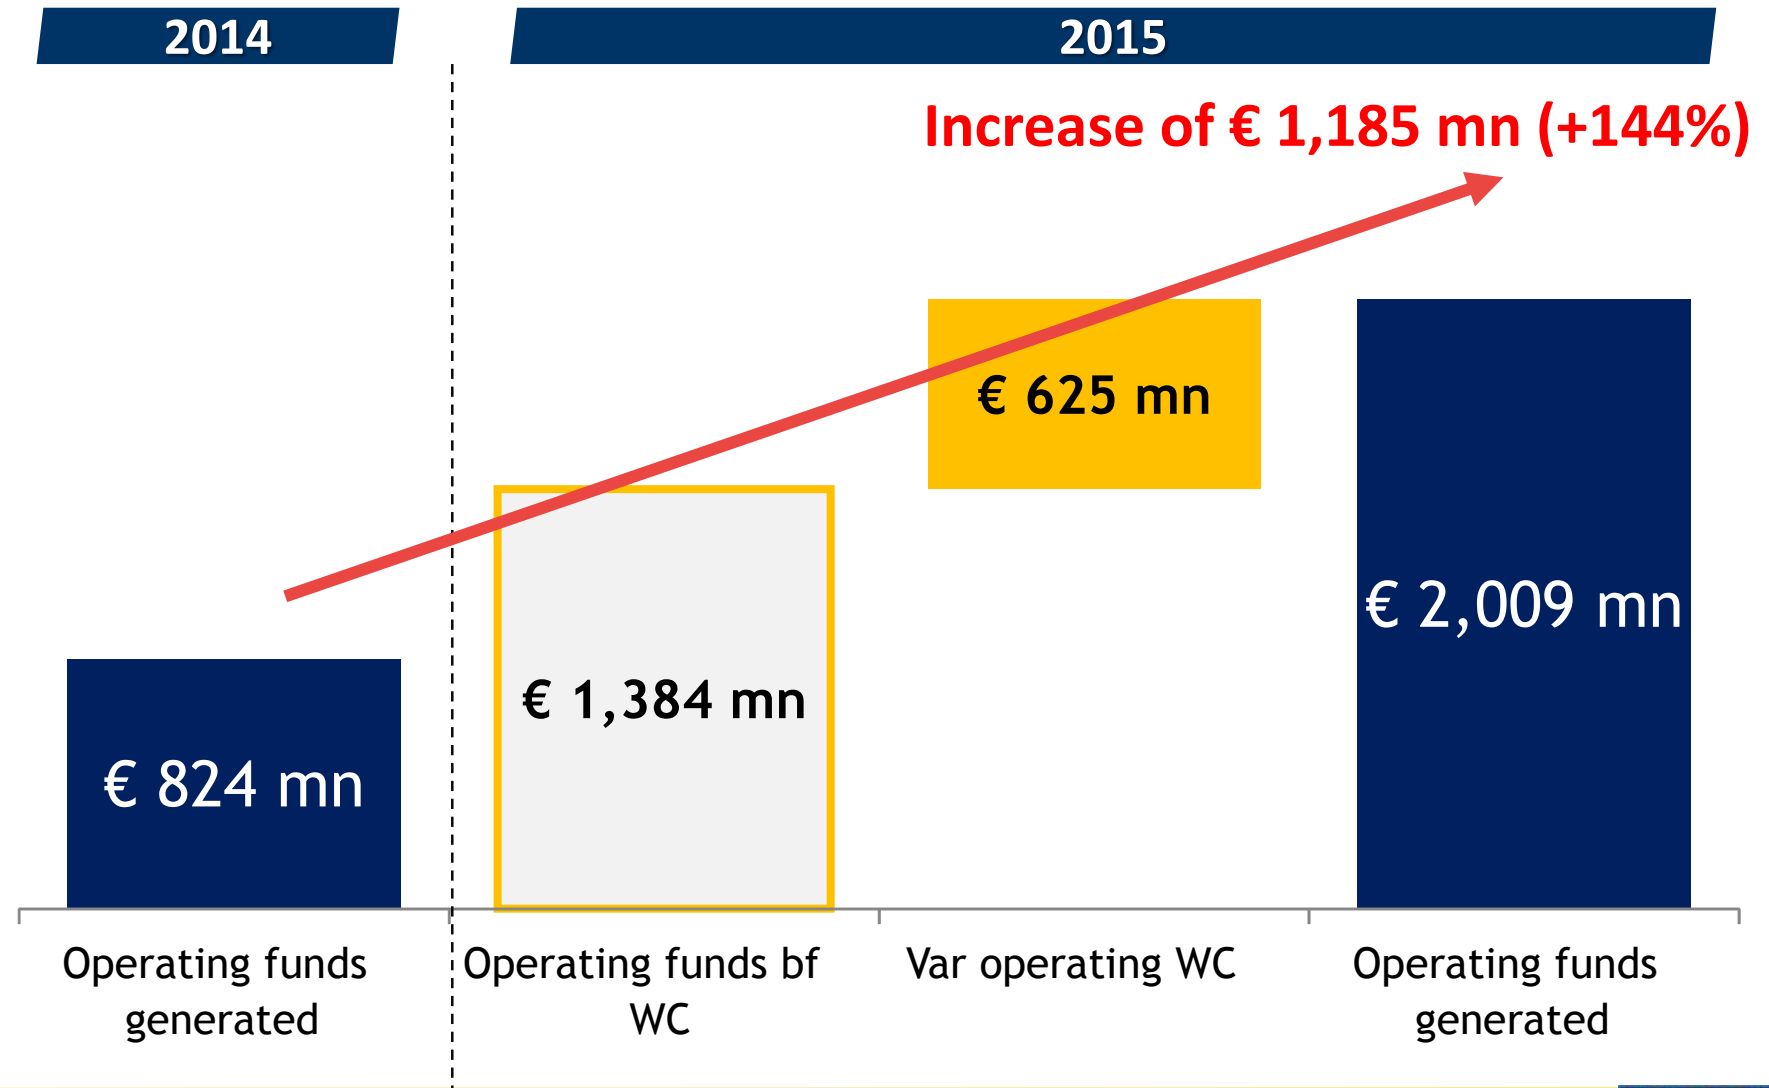 2014
2015
Increase of € 1,185 mn (+144%)
€ 625 mn
€ 2,009 mn
€ 1,384 mn
€ 824 mn
Operating funds
generated
Operating funds bf
WC
Var operating WC
Operating funds
generated